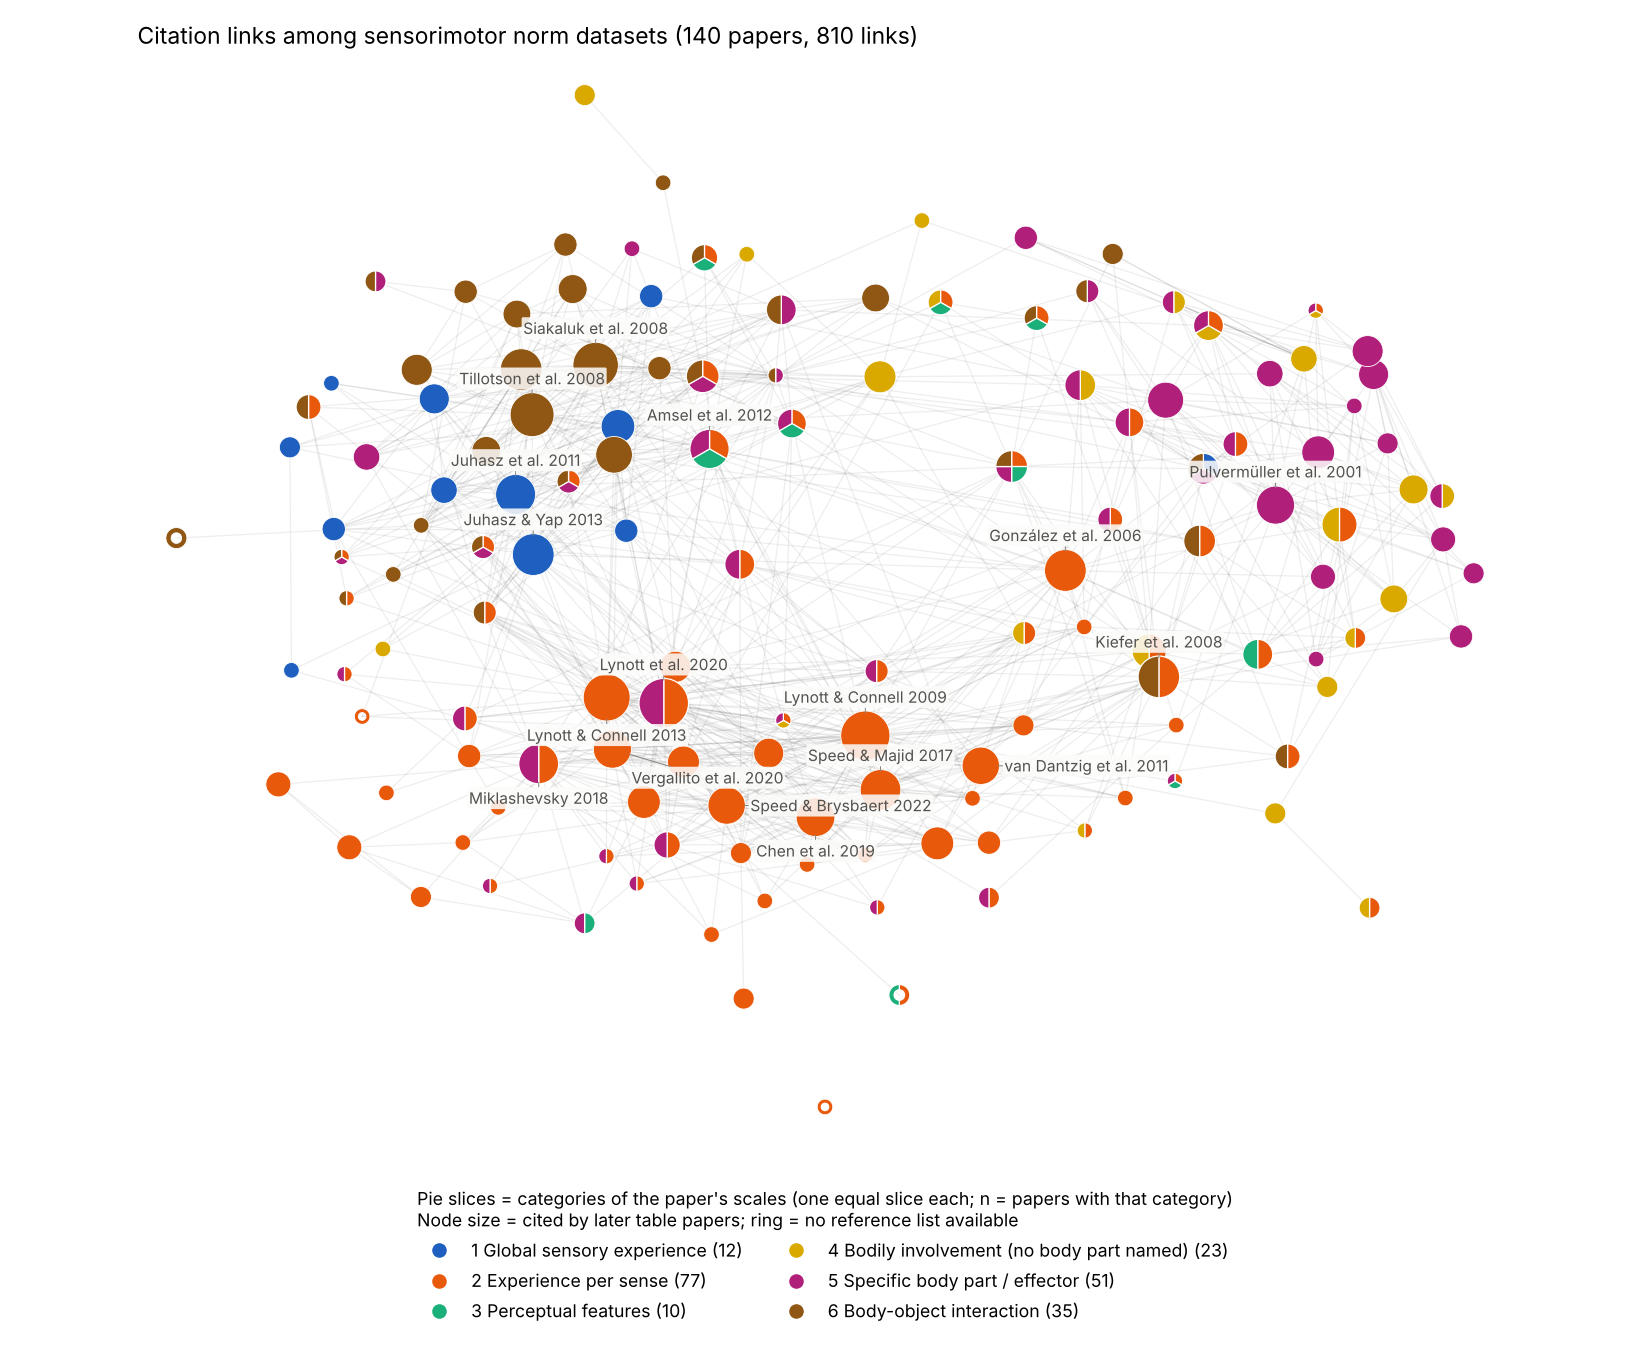 Citation links among sensorimotor norm datasets (140 papers, 810 links)
Siakaluk et al. 2008
Tillotson et al. 2008
Amsel et al. 2012
Juhasz et al. 2011
Pulvermüller et al. 2001
Juhasz & Yap 2013
González et al. 2006
Kiefer et al. 2008
Lynott et al. 2020
Lynott & Connell 2009
Lynott & Connell 2013
Speed & Majid 2017
van Dantzig et al. 2011
Vergallito et al. 2020
Miklashevsky 2018
Speed & Brysbaert 2022
Chen et al. 2019
Pie slices = categories of the paper's scales (one equal slice each; n = papers with that category)
Node size = cited by later table papers; ring = no reference list available
1 Global sensory experience (12)
2 Experience per sense (77)
3 Perceptual features (10)
4 Bodily involvement (no body part named) (23)
5 Specific body part / effector (51)
6 Body-object interaction (35)